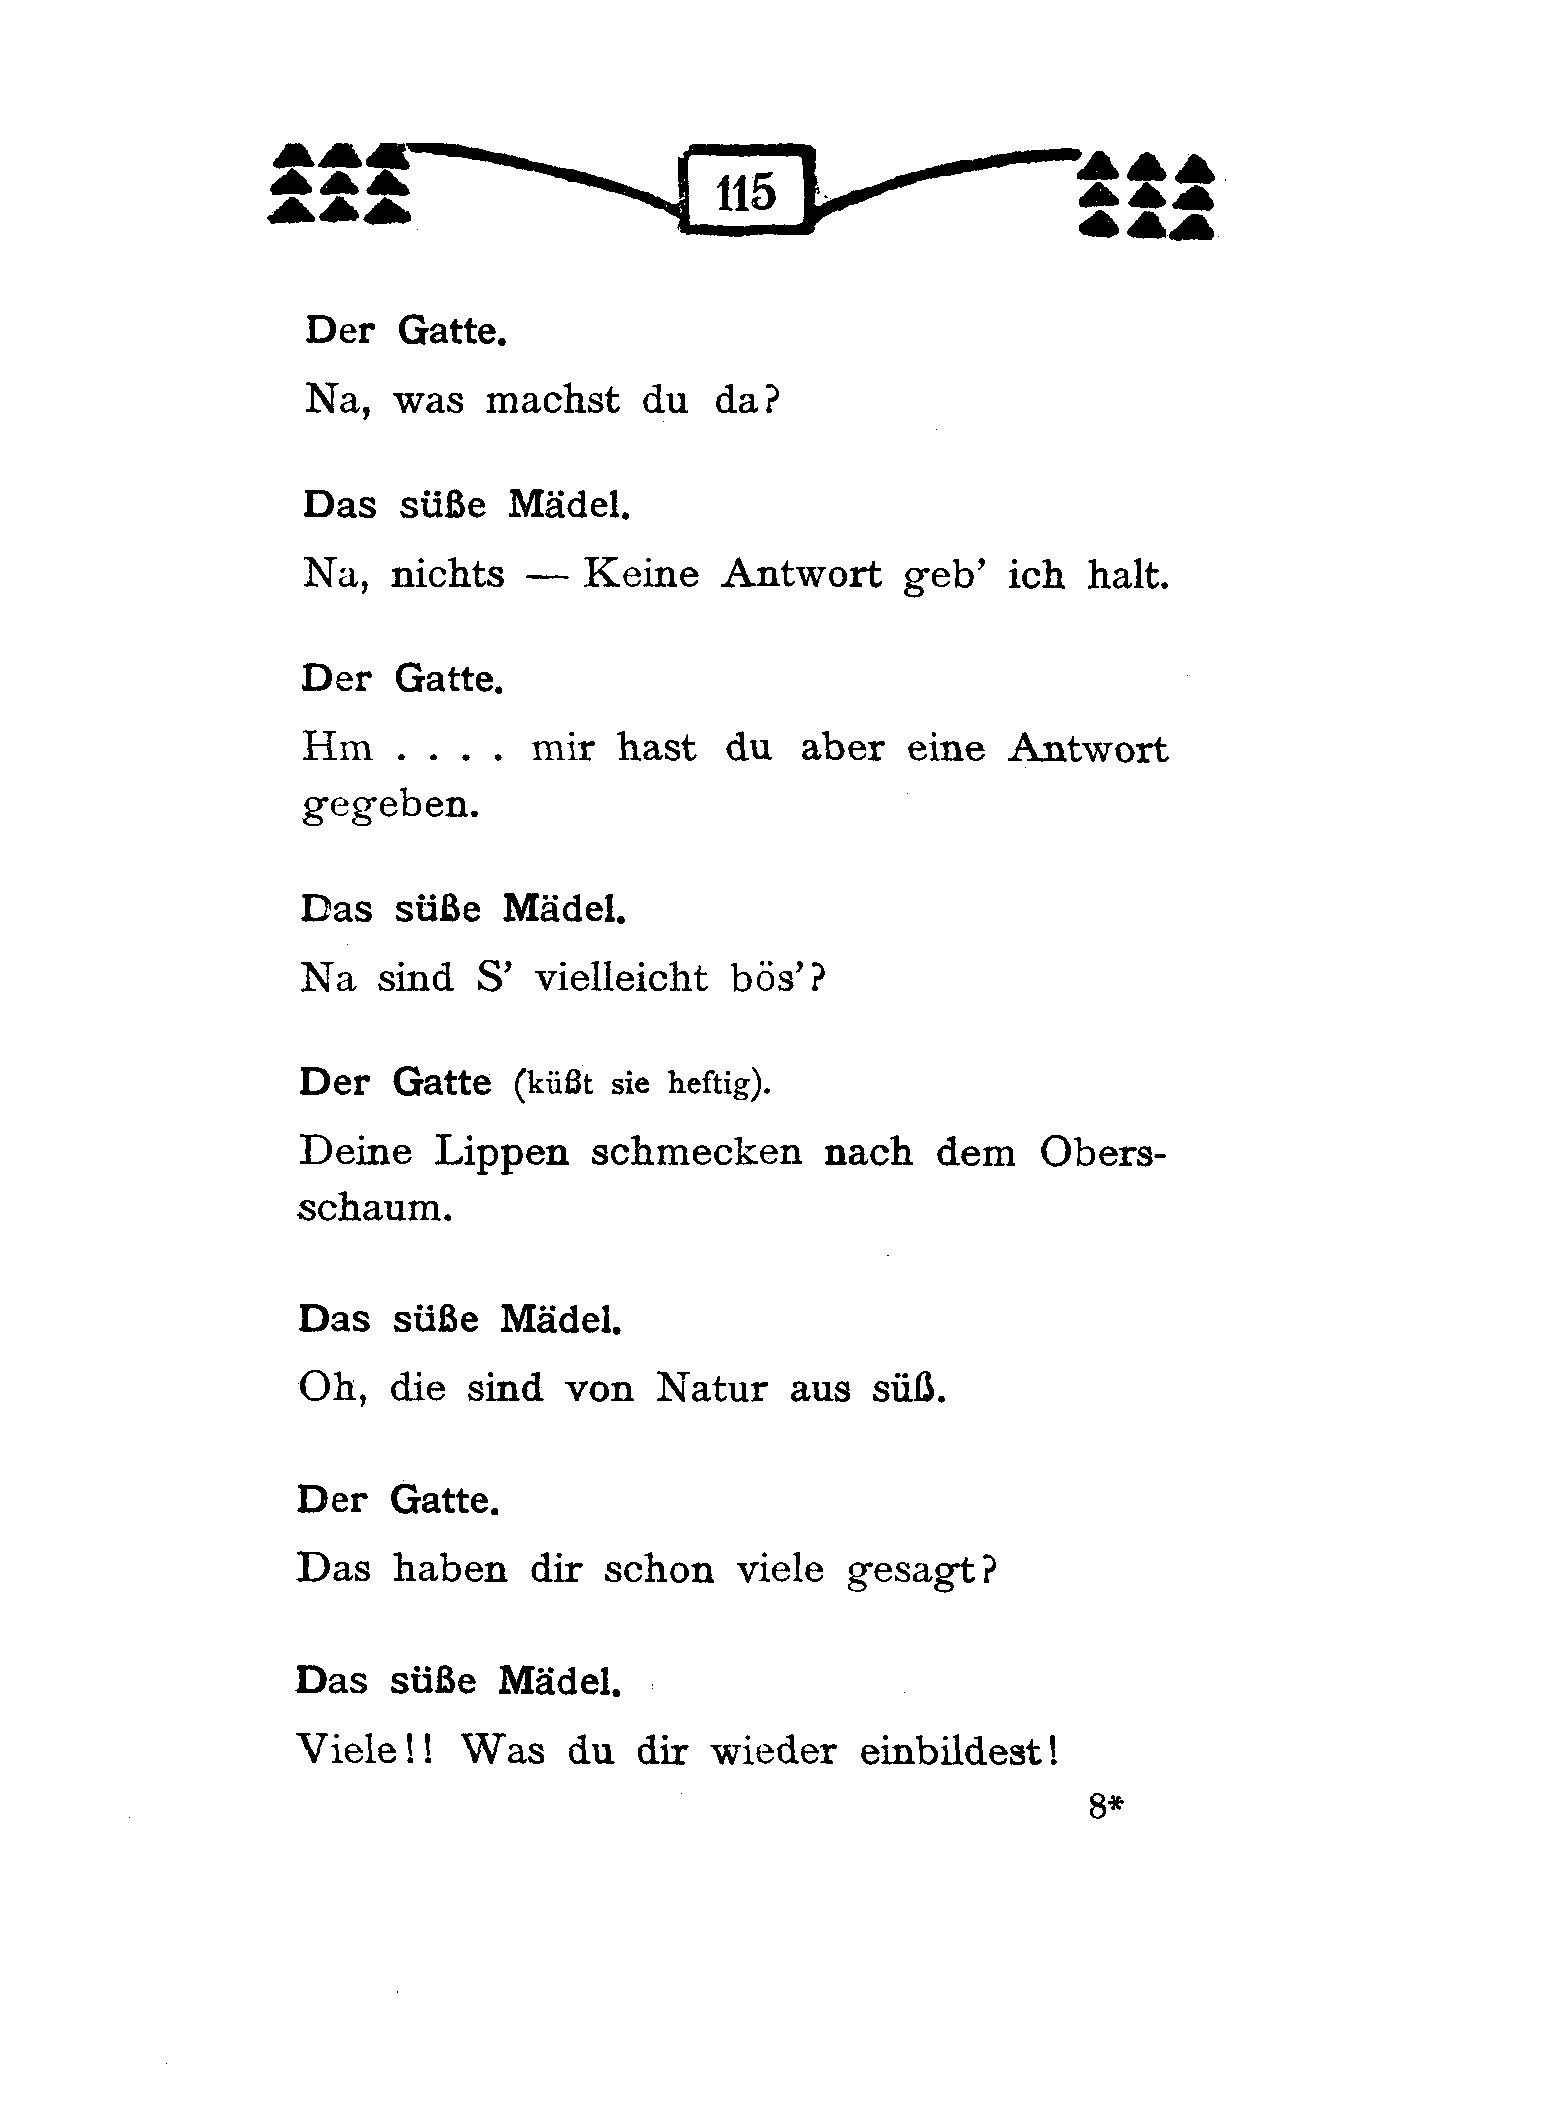 115
Der Gatte.
Na, was machst du da?
Das süße Mädel.
Na, nichts — Keine Antwort geb’ ich halt.
Der Gatte.
Hm . . . . mir hast du aber eine Antwort
gegeben.
Das süße Mädel.
Na sind S’ vielleicht bös’?
Der Gatte (küßt sie heftig).
Deine Lippen schmecken nach dem Obers-
schaum.
Das süße Mädel.
Oh, die sind von Natur aus süß.
Der Gatte.
Das haben dir schon viele gesagt?
Das süße Mädel.
Viele!! Was du dir wieder einbildest!
8*